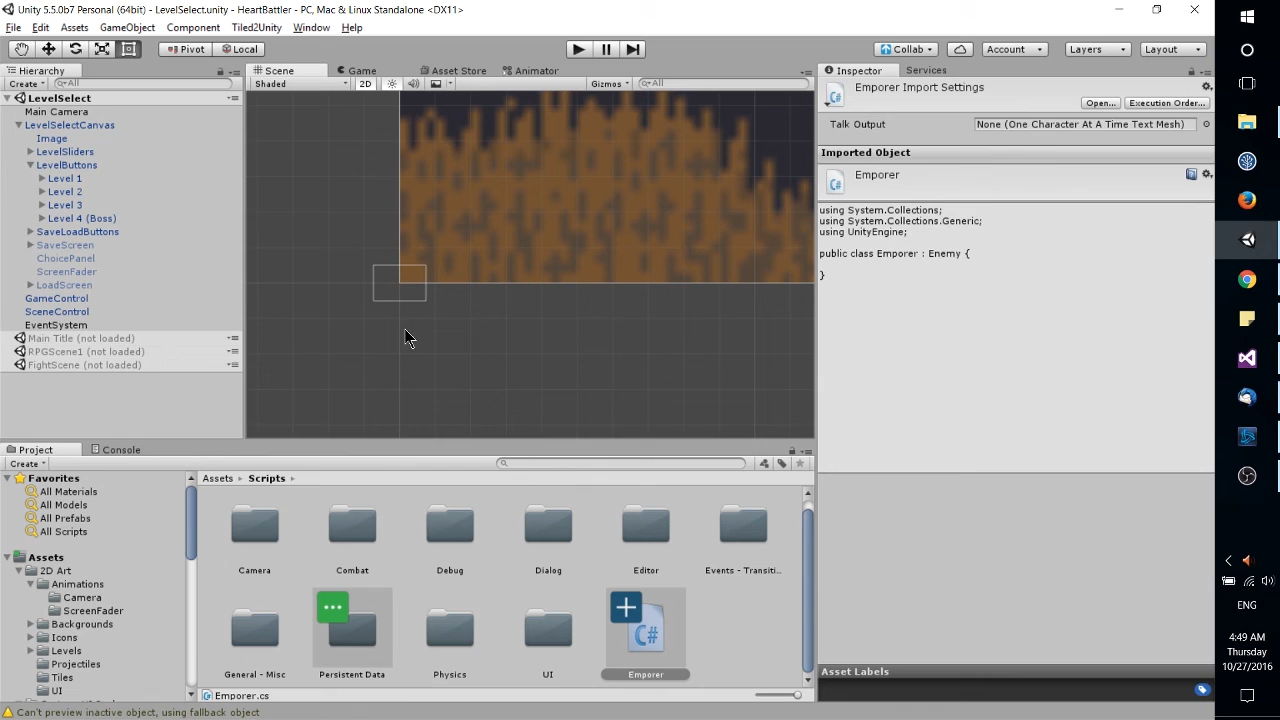 Unity 5.5.0b7 Personal (64bit) - LevelSelect.unity - HeartBattler - PC, Mac & Linux Standalone <DX11>
File Edit Assets GameObject Component Tiled2Unity Window Help
Pivot Local Collab Account Layers Layout
Hierarchy
Create All
LevelSelect
Main Camera
LevelSelectCanvas
Image
LevelSliders
LevelButtons
Level 1
Level 2
Level 3
Level 4 (Boss)
SaveLoadButtons
SaveScreen
ChoicePanel
ScreenFader
LoadScreen
GameControl
SceneControl
EventSystem
Main Title (not loaded)
RPGScene1 (not loaded)
FightScene (not loaded)
Scene Game Asset Store Animator
Shaded 2D Gizmos All
Inspector Services
Emporer Import Settings
Open... Execution Order...
Talk Output None (One Character At A Time Text Mesh)
Imported Object
Emporer
using System.Collections;
using System.Collections.Generic;
using UnityEngine;
public class Emporer : Enemy {
}
Project Console
Create
Favorites
All Materials
All Models
All Prefabs
All Scripts
Assets
2D Art
Animations
Camera
ScreenFader
Backgrounds
Icons
Levels
Projectiles
Tiles
UI
Assets Scripts
Camera Combat Debug Dialog Editor Events - Transiti...
General - Misc Persistent Data Physics UI Emporer
C#
Emporer.cs
Asset Labels
Can't preview inactive object, using fallback object
ENG
4:49 AM
Thursday
10/27/2016